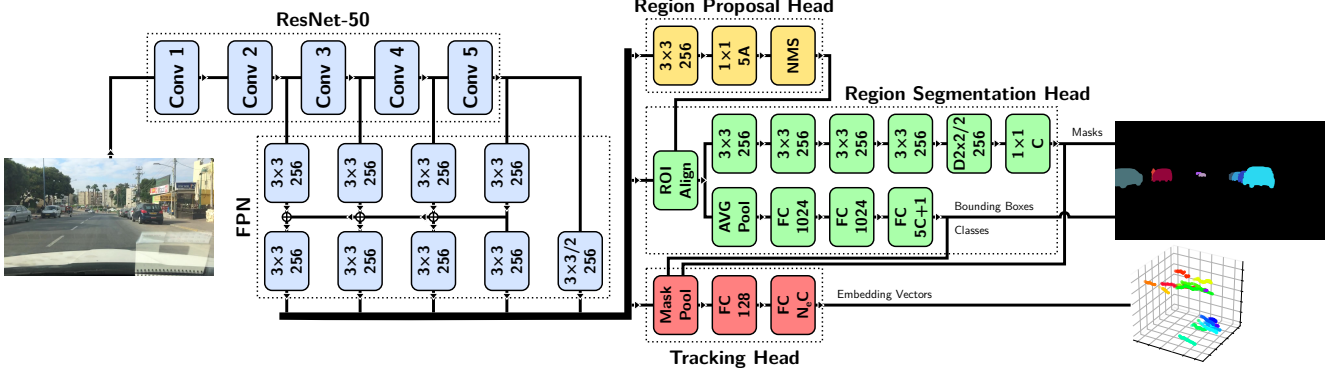 ResNet-50
Conv 1
Conv 2
Conv 3
Conv 4
Conv 5
FPN
3×3
256
3×3
256
3×3
256
3×3
256
3×3
256
3×3
256
3×3
256
3×3
256
3×3/2
256
Region Proposal Head
3×3
256
1×1
5A
NMS
Region Segmentation Head
ROI
Align
3×3
256
3×3
256
3×3
256
3×3
256
D2x2/2
256
1×1
C
Masks
AVG
Pool
FC
1024
FC
1024
FC
5C+1
Bounding Boxes
Classes
Mask
Pool
FC
128
FC
NₑC
Embedding Vectors
Tracking Head